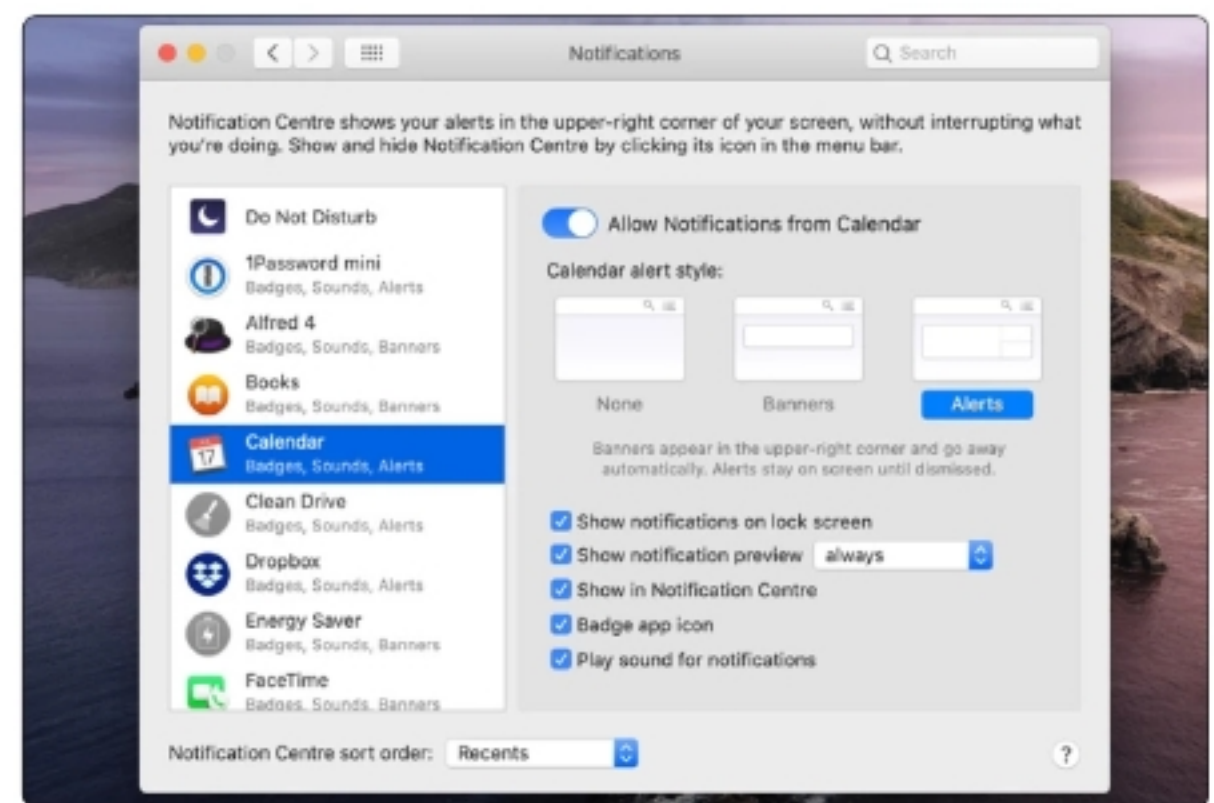 Notifications
Search
Notification Centre shows your alerts in the upper-right corner of your screen, without interrupting what
you're doing. Show and hide Notification Centre by clicking its icon in the menu bar.
Do Not Disturb
1Password mini
Badges, Sounds, Alerts
Alfred 4
Badges, Sounds, Banners
Books
Badges, Sounds, Banners
17
Calendar
Badges, Sounds, Alerts
Clean Drive
Badges, Sounds, Alerts
Dropbox
Badges, Sounds, Alerts
Energy Saver
Badges, Sounds, Banners
FaceTime
Badges, Sounds, Banners
Allow Notifications from Calendar
Calendar alert style:
None
Banners
Alerts
Banners appear in the upper-right corner and go away
automatically. Alerts stay on screen until dismissed.
Show notifications on lock screen
Show notification preview always
Show in Notification Centre
Badge app icon
Play sound for notifications
Notification Centre sort order: Recents
?